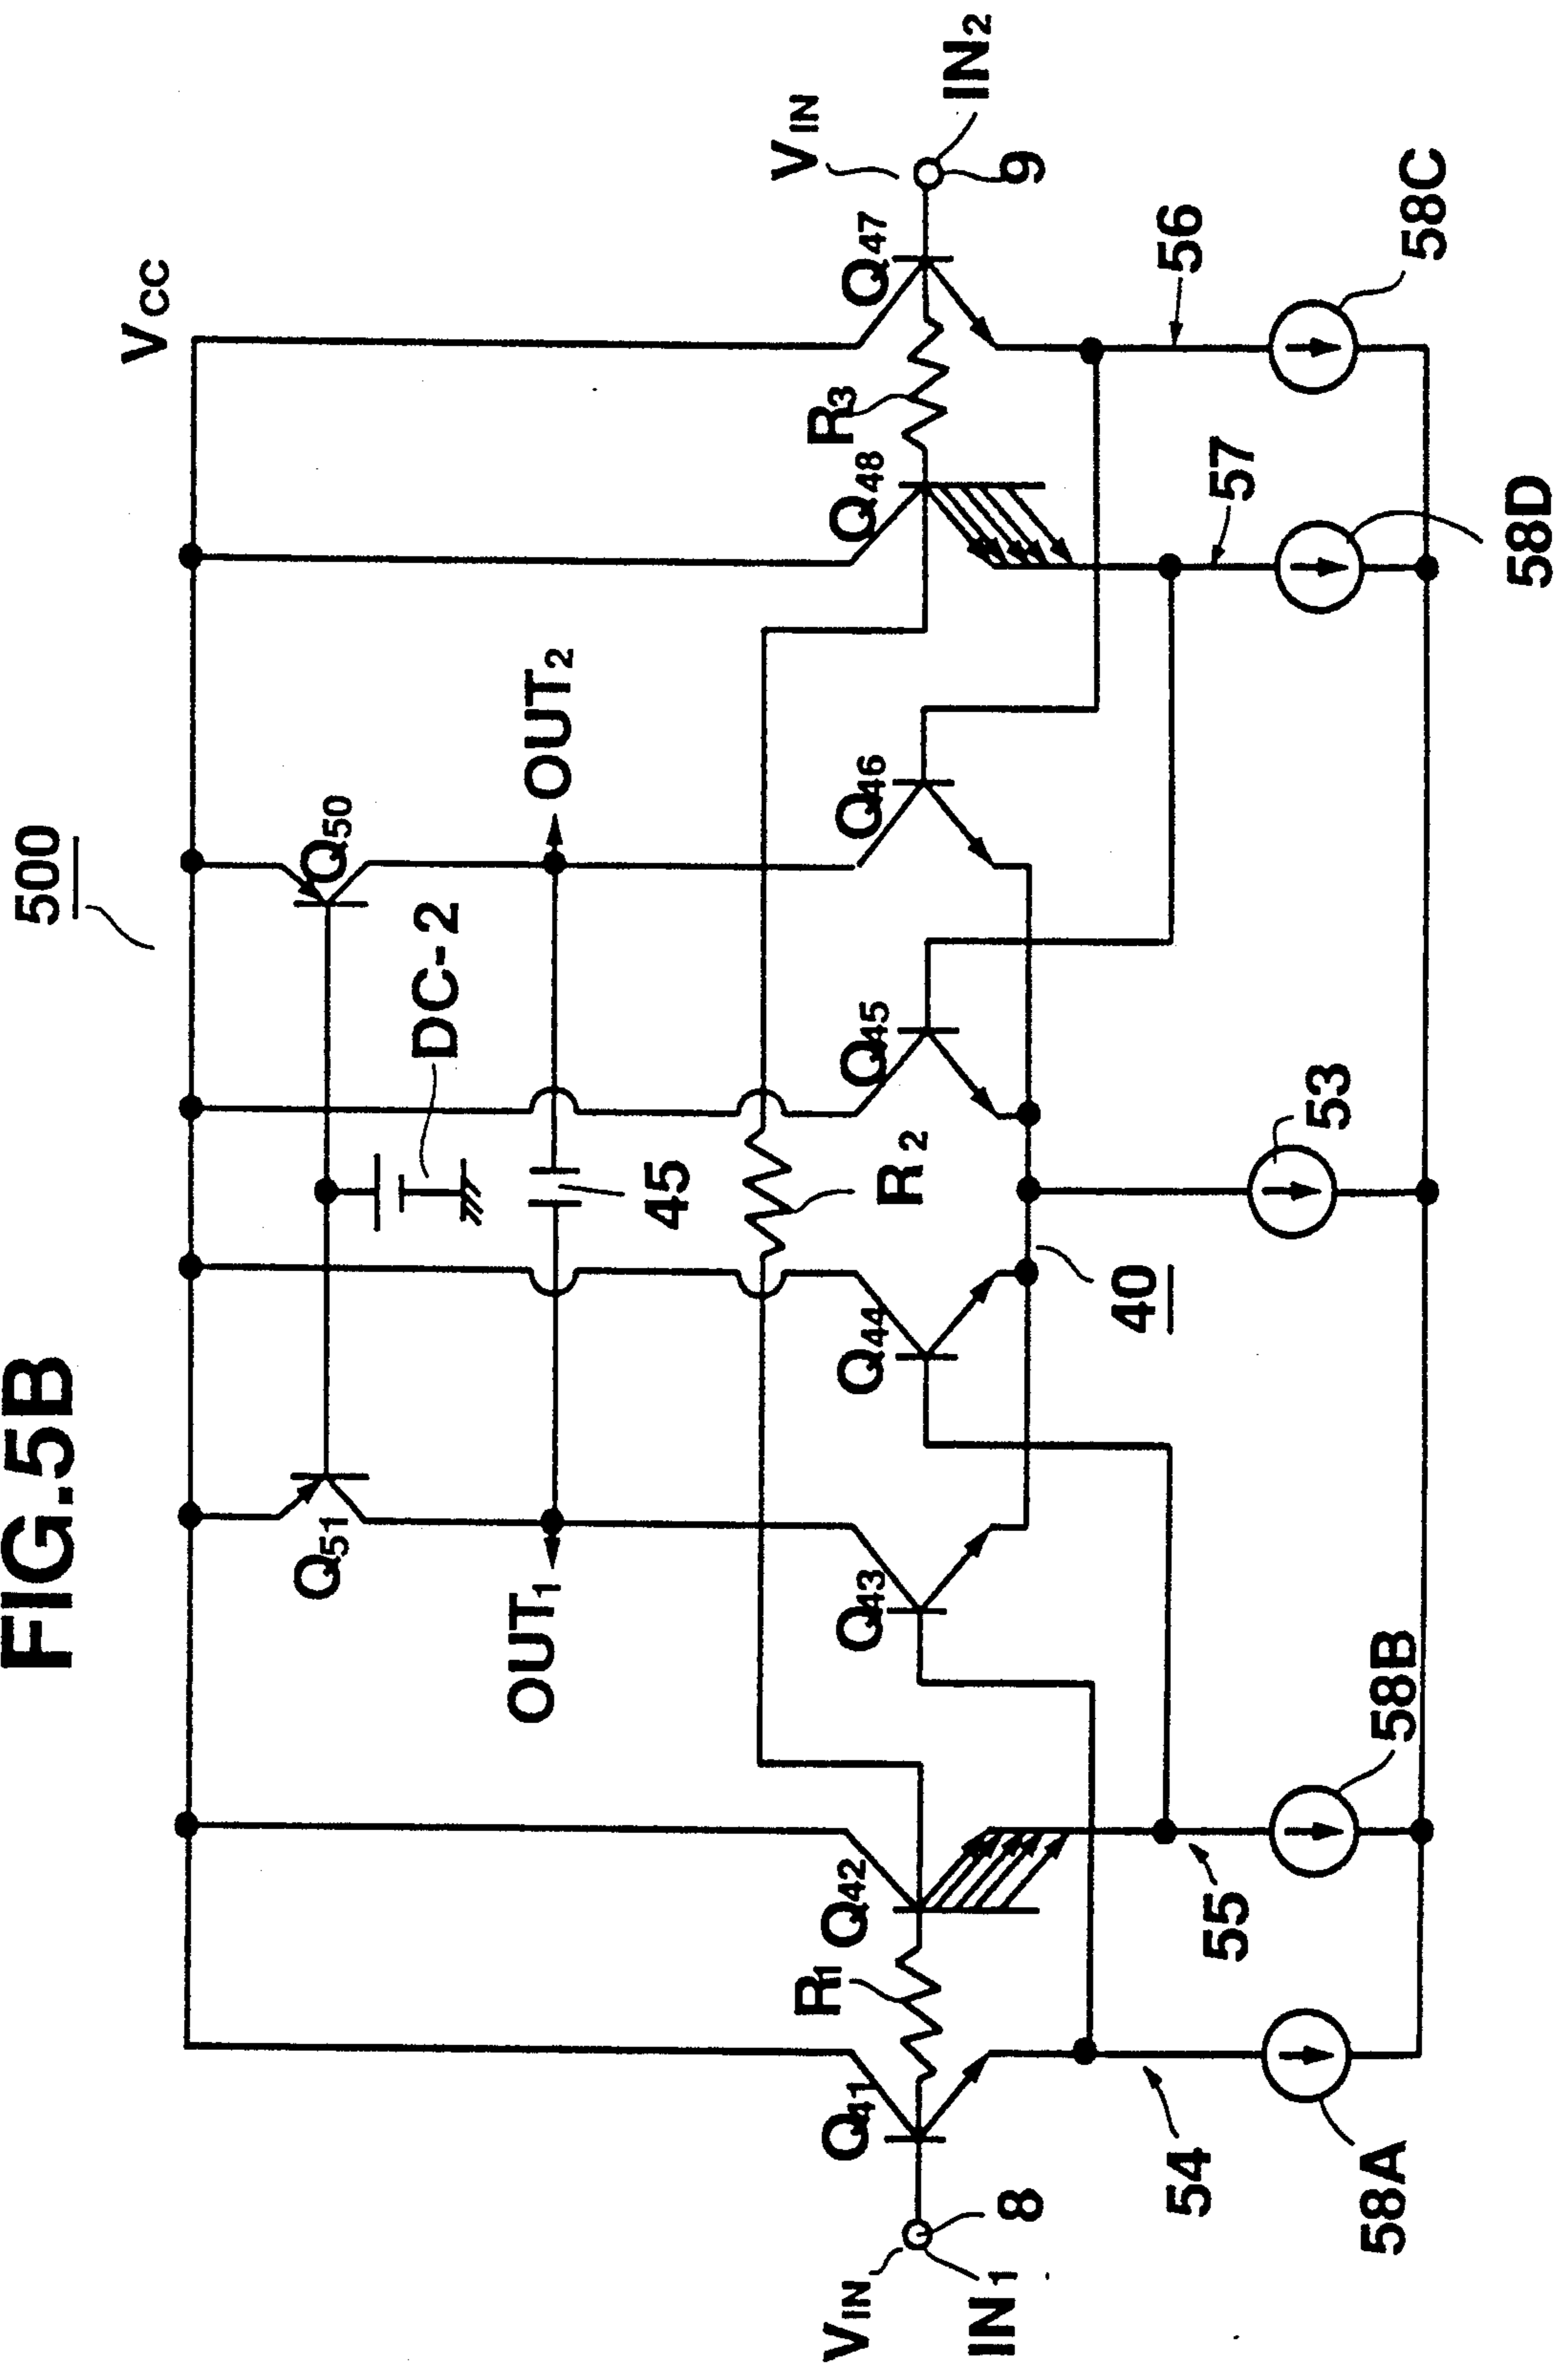 FIG.5B
500
VCC
Q51
Q50
DC-2
OUT1
OUT2
45
R2
VIN
IN1
8
Q41
R1
Q42
Q43
Q44
Q45
Q46
Q48
R3
Q47
VIN
IN2
9
40
54
55
53
57
56
58A
58B
58D
58C